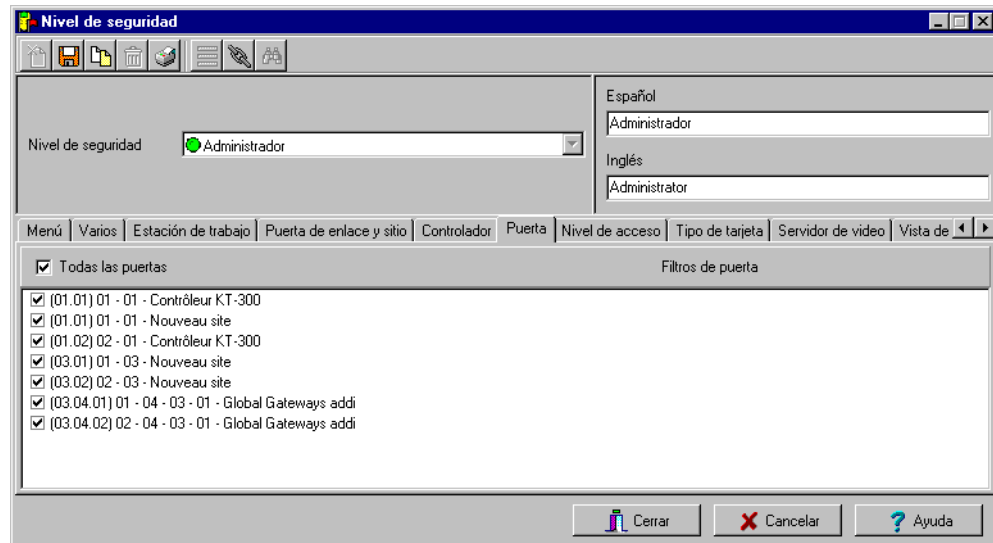 Nivel de seguridad
Español
Administrador
Nivel de seguridad Administrador
Inglés
Administrator
Menú Varios Estación de trabajo Puerta de enlace y sitio Controlador Puerta Nivel de acceso Tipo de tarjeta Servidor de video Vista de
Todas las puertas Filtros de puerta
(01.01) 01 - 01 - Contrôleur KT-300
(01.01) 01 - 01 - Nouveau site
(01.02) 02 - 01 - Contrôleur KT-300
(03.01) 01 - 03 - Nouveau site
(03.02) 02 - 03 - Nouveau site
(03.04.01) 01 - 04 - 03 - 01 - Global Gateways addi
(03.04.02) 02 - 04 - 03 - 01 - Global Gateways addi
Cerrar Cancelar Ayuda